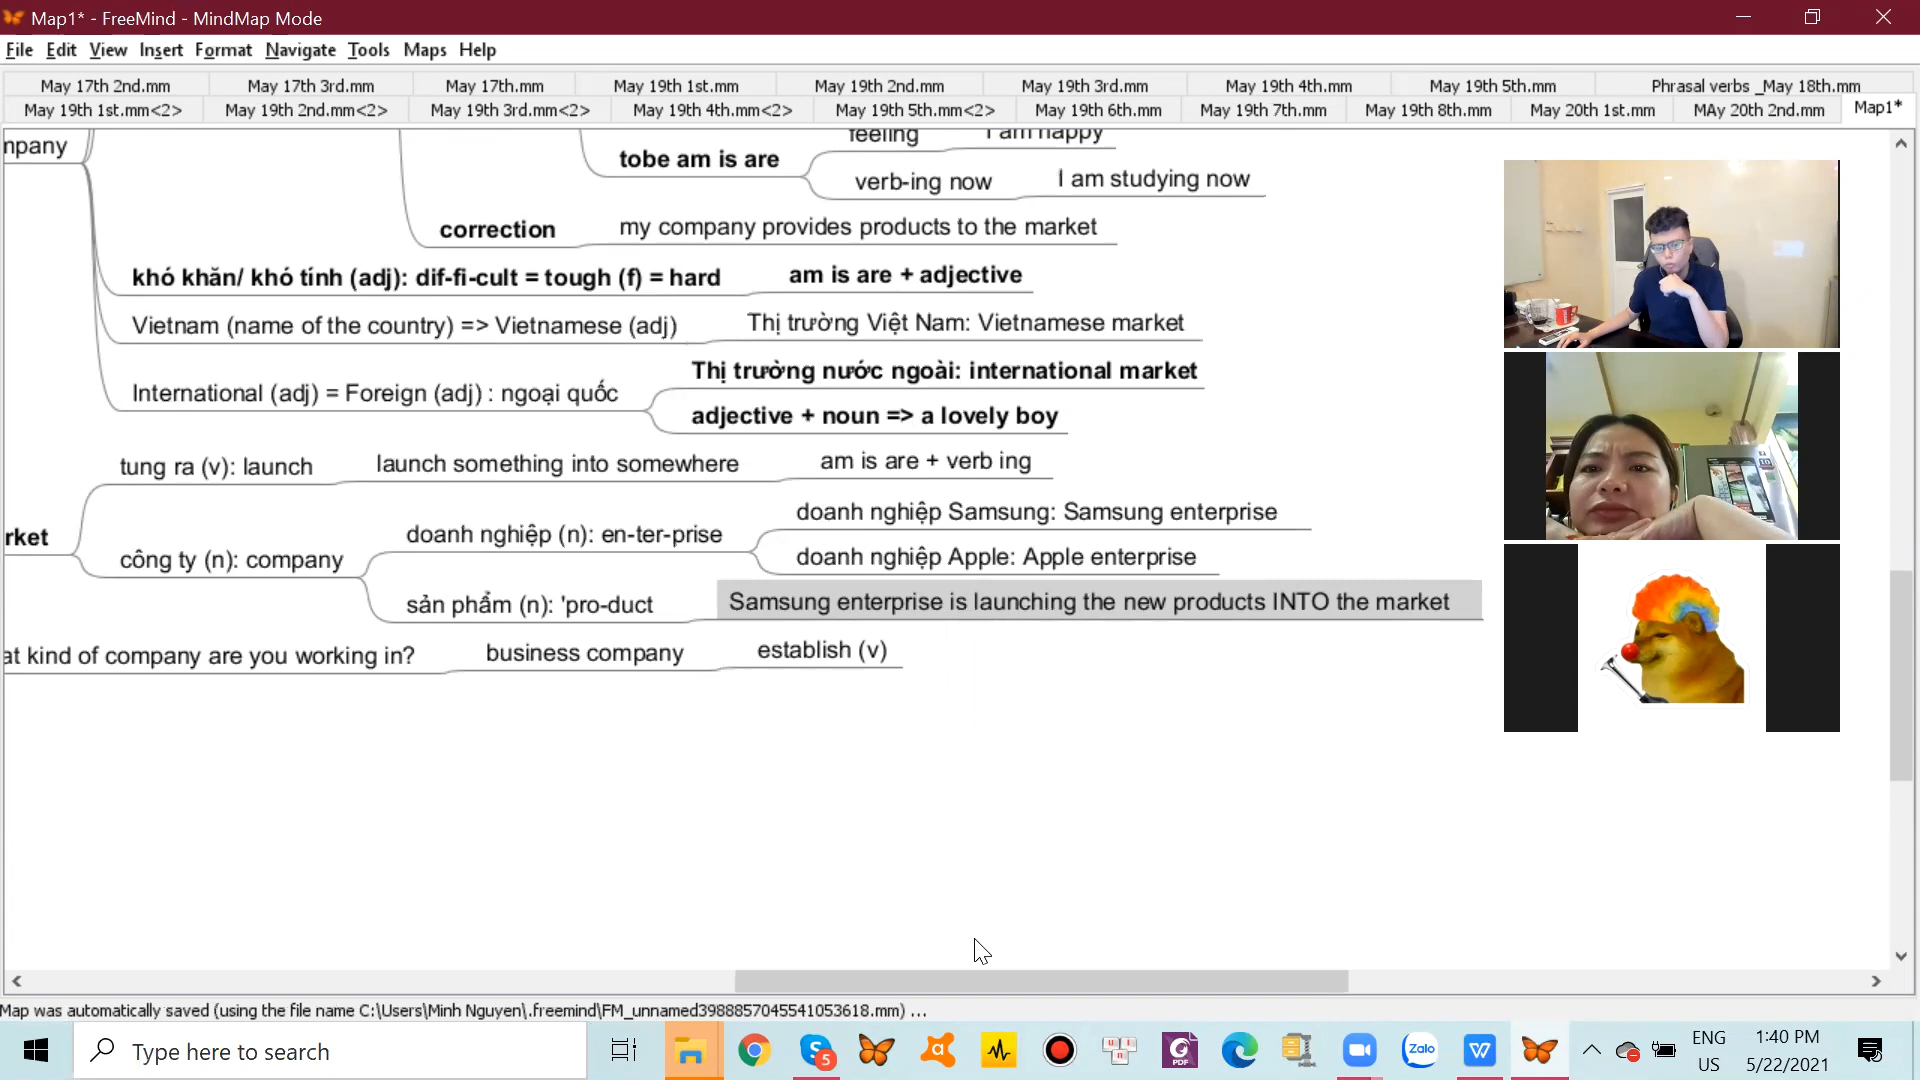 Map1* - FreeMind - MindMap Mode
File Edit View Insert Format Navigate Tools Maps Help
May 17th 2nd.mm May 17th 3rd.mm May 17th.mm May 19th 1st.mm May 19th 2nd.mm May 19th 3rd.mm May 19th 4th.mm May 19th 5th.mm Phrasal verbs _May 18th.mm
May 19th 1st.mm<2> May 19th 2nd.mm<2> May 19th 3rd.mm<2> May 19th 4th.mm<2> May 19th 5th.mm<2> May 19th 6th.mm May 19th 7th.mm May 19th 8th.mm May 20th 1st.mm MAy 20th 2nd.mm Map1*
mpany
feeling I am happy
tobe am is are
verb-ing now I am studying now
correction my company provides products to the market
khó khăn/ khó tính (adj): dif-fi-cult = tough (f) = hard am is are + adjective
Vietnam (name of the country) => Vietnamese (adj) Thị trường Việt Nam: Vietnamese market
Thị trường nước ngoài: international market
International (adj) = Foreign (adj) : ngoại quốc
adjective + noun => a lovely boy
tung ra (v): launch launch something into somewhere am is are + verb ing
doanh nghiệp Samsung: Samsung enterprise
rket
doanh nghiệp (n): en-ter-prise
công ty (n): company
doanh nghiệp Apple: Apple enterprise
sản phẩm (n): 'pro-duct Samsung enterprise is launching the new products INTO the market
at kind of company are you working in? business company establish (v)
Map was automatically saved (using the file name C:\Users\Minh Nguyen\.freemind\FM_unnamed3988857045541053618.mm) ...
Type here to search
5
Zalo
PDF
ENG
US
1:40 PM
5/22/2021